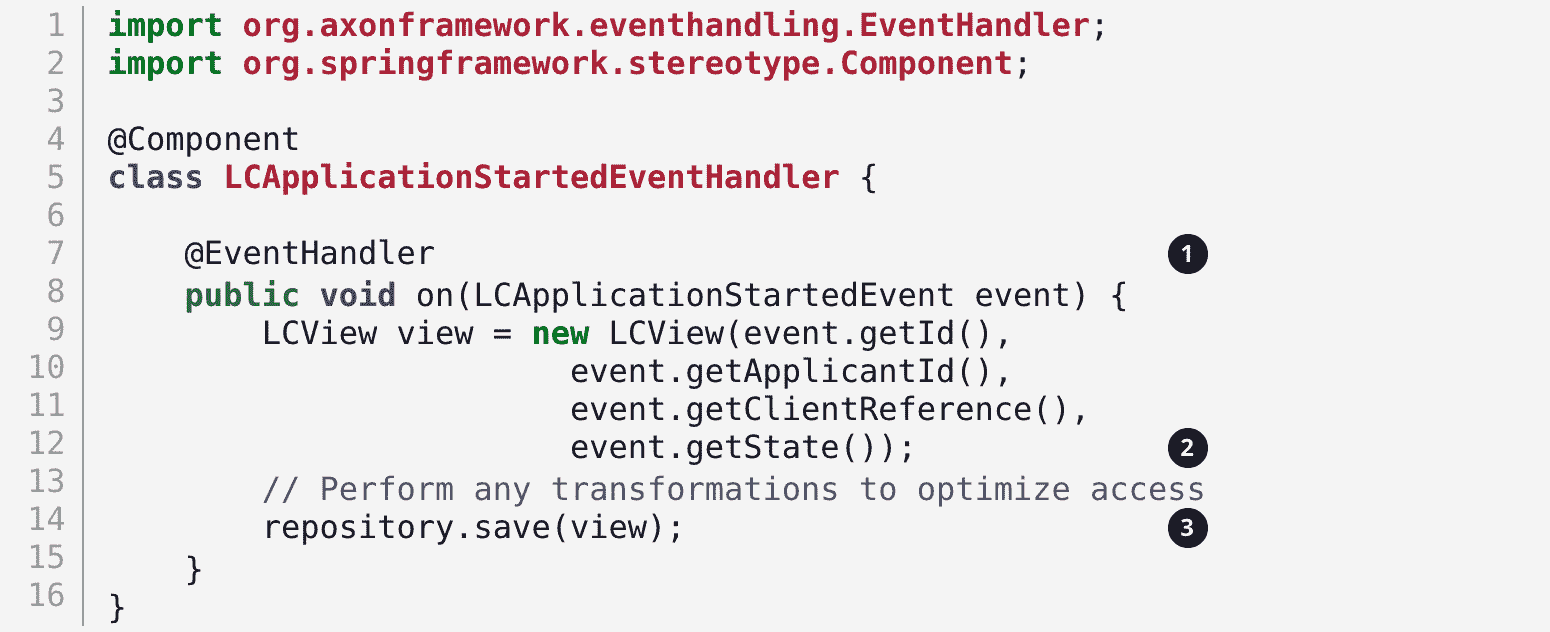 1 import org.axonframework.eventhandling.EventHandler;
2 import org.springframework.stereotype.Component;
3
4 @Component
5 class LCApplicationStartedEventHandler {
6
7     @EventHandler 1
8     public void on(LCApplicationStartedEvent event) {
9         LCView view = new LCView(event.getId(),
10                         event.getApplicantId(),
11                         event.getClientReference(),
12                         event.getState()); 2
13         // Perform any transformations to optimize access
14         repository.save(view); 3
15     }
16 }